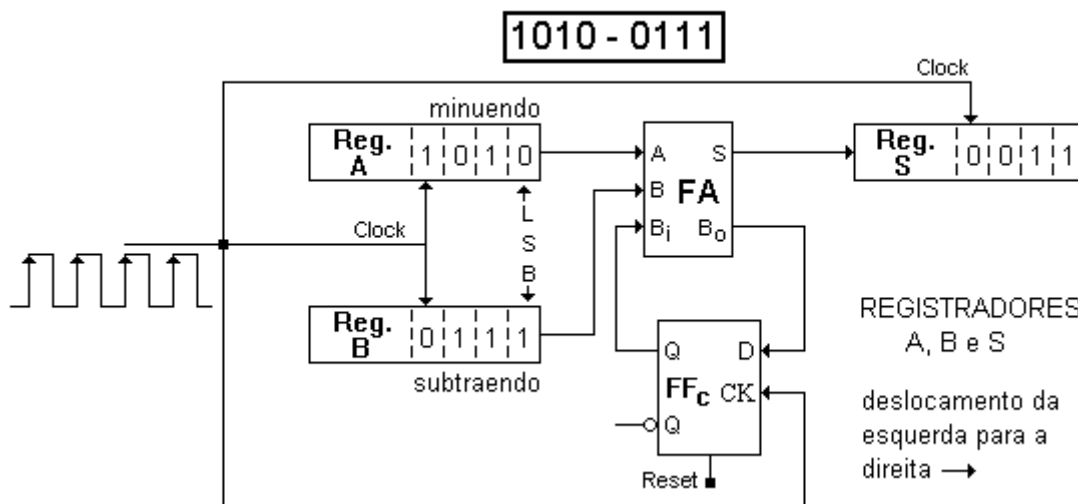 1010 - 0111
Clock
minuendo
Reg. A 1 0 1 0
A S
B FA
Bi Bo
Reg. S 0 0 1 1
Clock
L
S
B
Reg. B 0 1 1 1
subtraendo
Q D
FFc CK
Q
Reset
REGISTRADORES
A, B e S
deslocamento da
esquerda para a
direita →